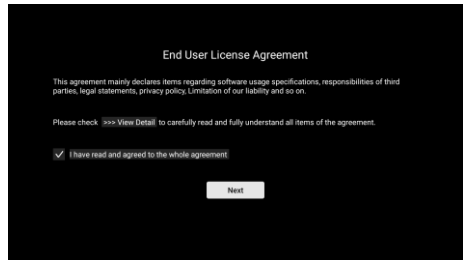 End User License Agreement
This agreement mainly declares items regarding software usage specifications, responsibilities of third
parties, legal statements, privacy policy, Limitation of our liability and so on.
Please check >>> View Detail to carefully read and fully understand all items of the agreement.
I have read and agreed to the whole agreement
Next